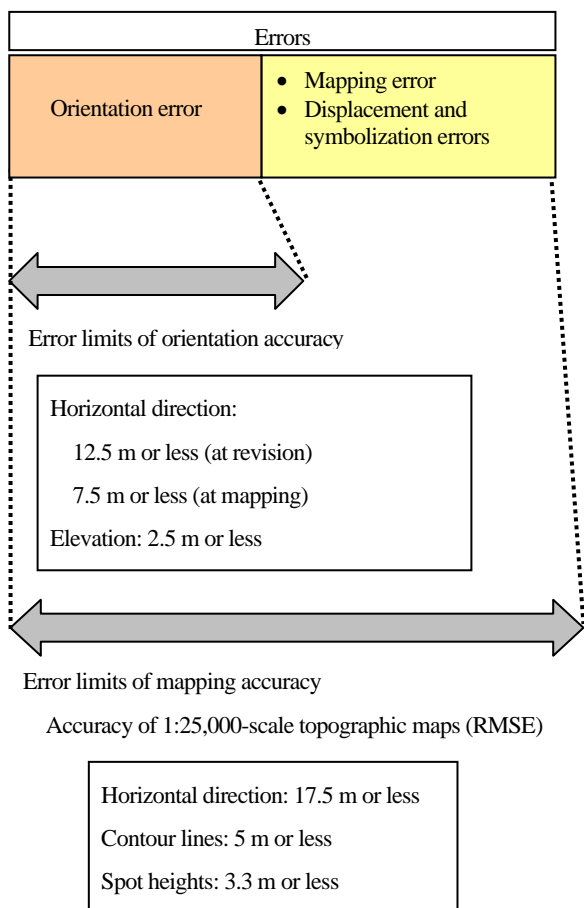 Errors
Orientation error
• Mapping error
• Displacement and
symbolization errors
Error limits of orientation accuracy
Horizontal direction:
12.5 m or less (at revision)
7.5 m or less (at mapping)
Elevation: 2.5 m or less
Error limits of mapping accuracy
Accuracy of 1:25,000-scale topographic maps (RMSE)
Horizontal direction: 17.5 m or less
Contour lines: 5 m or less
Spot heights: 3.3 m or less